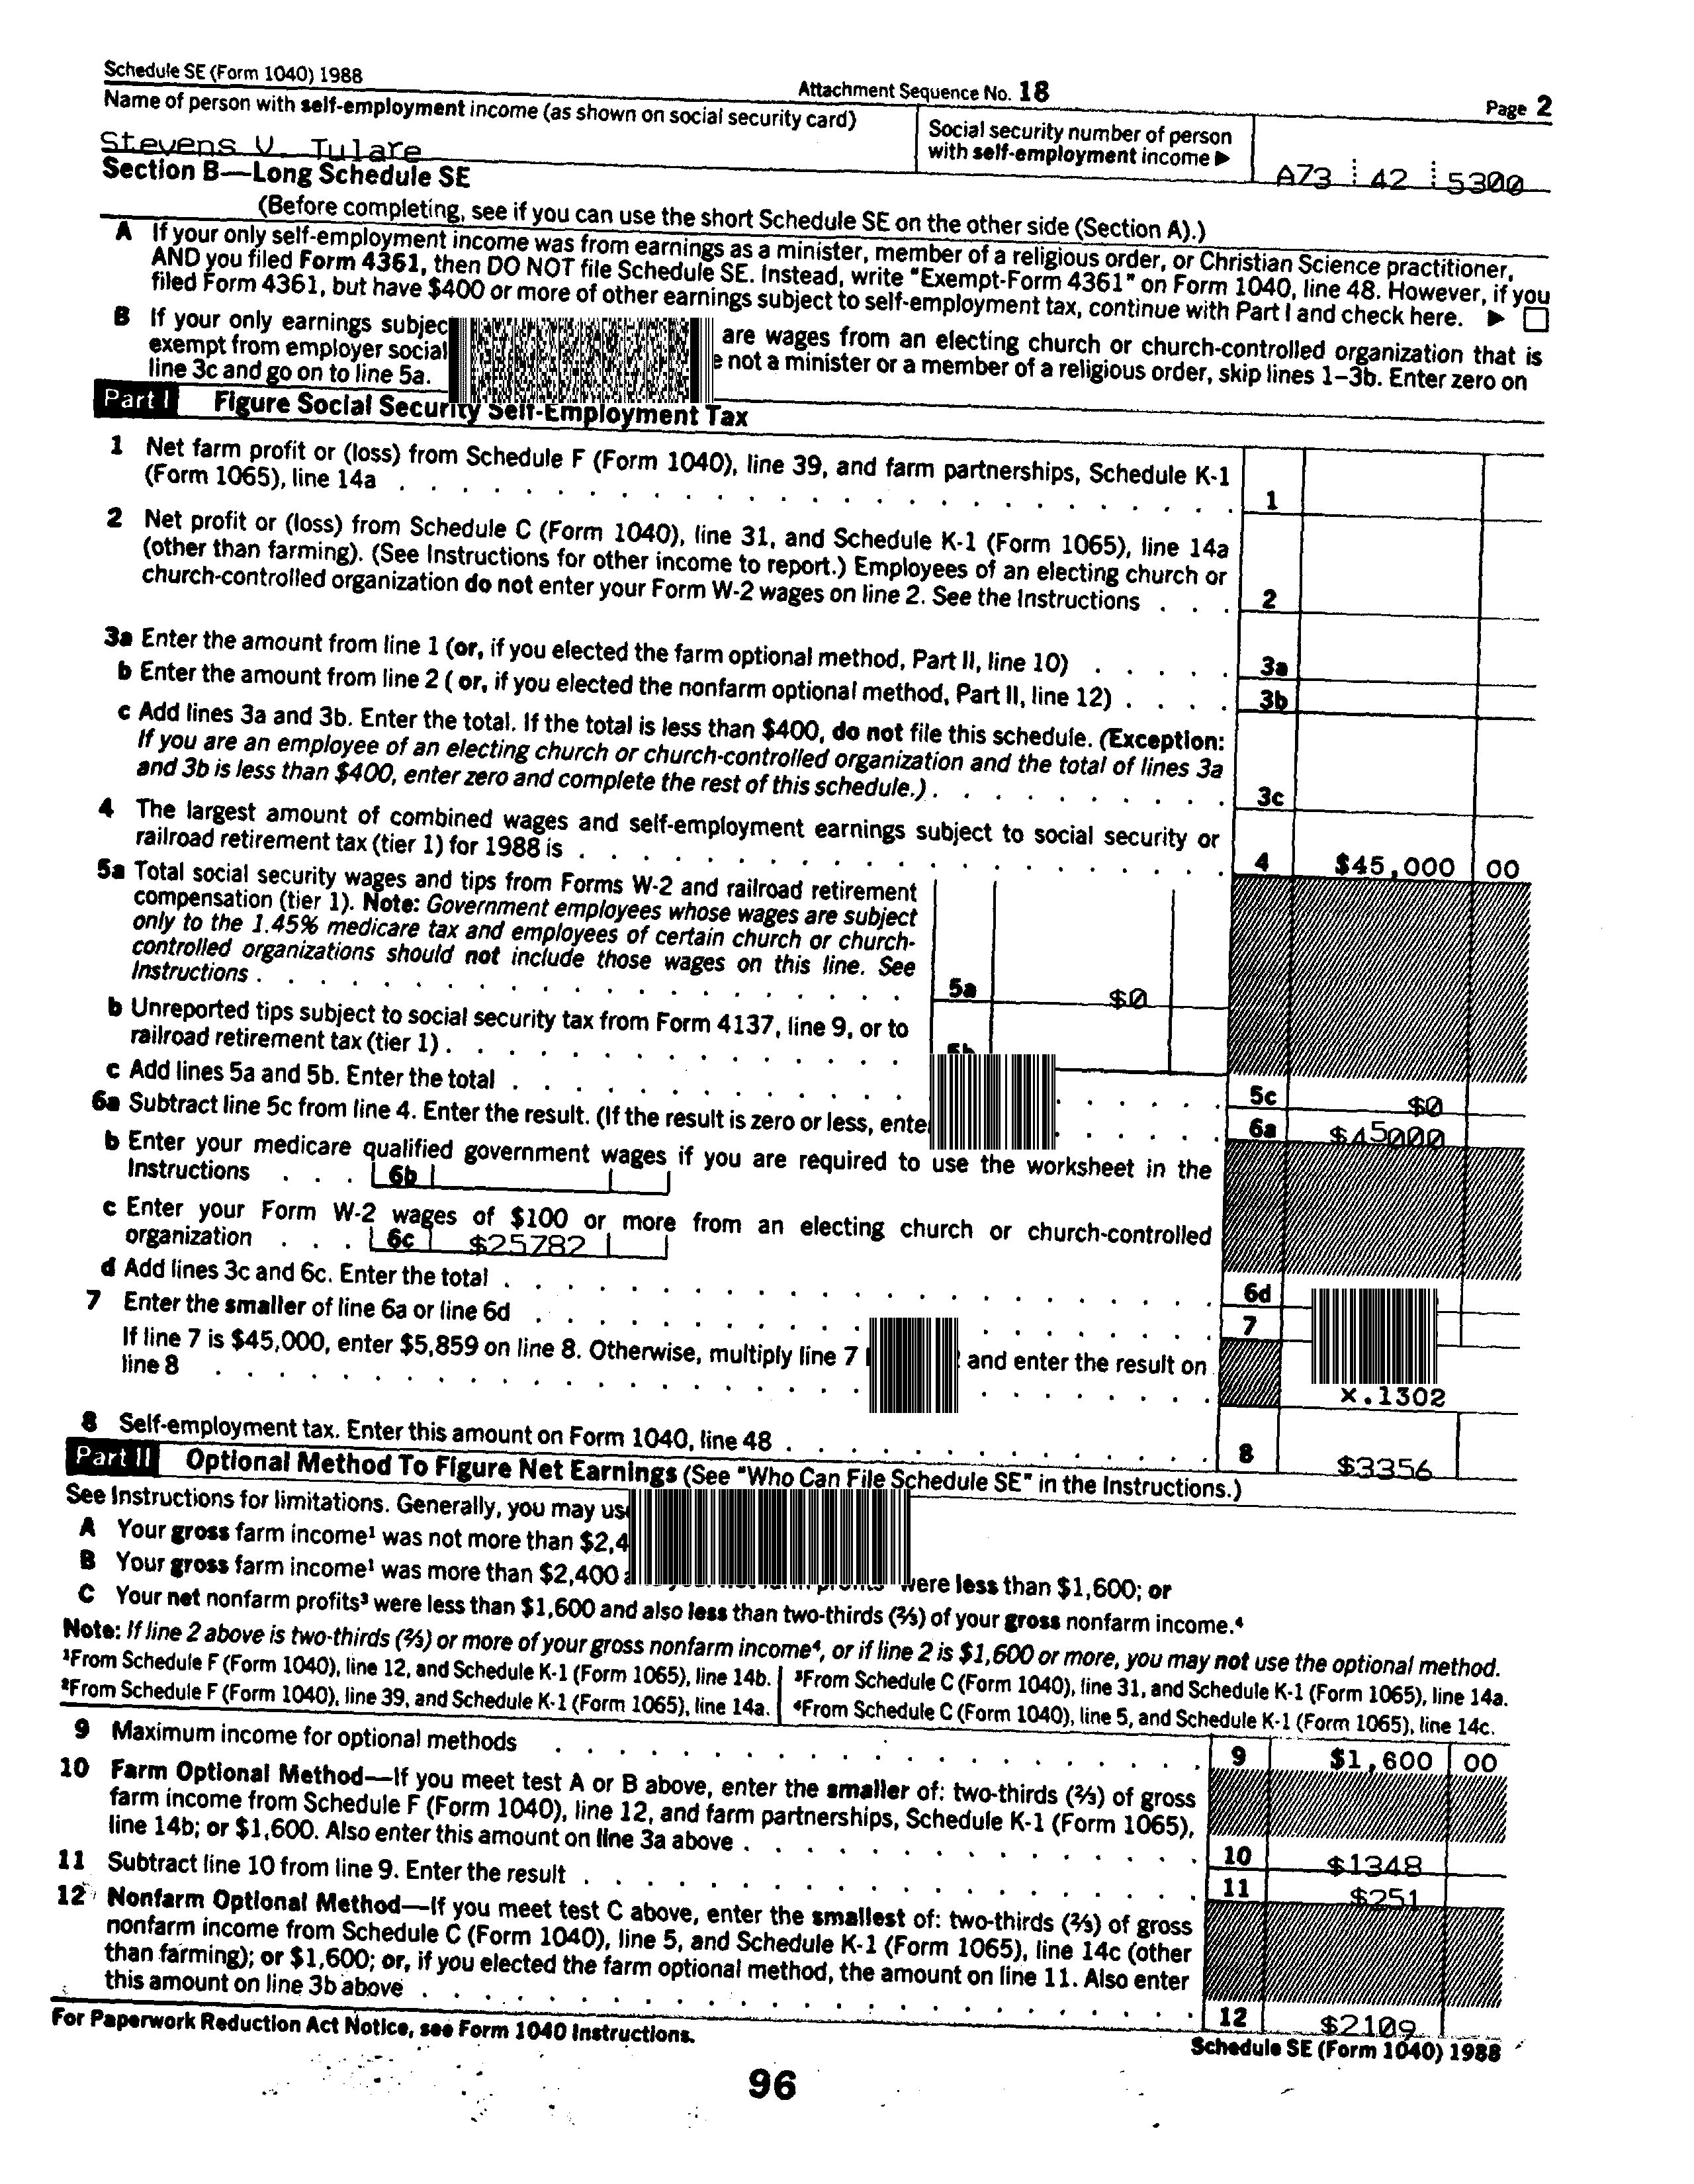 Schedule SE (Form 1040) 1988
Attachment Sequence No. 18
Page 2
Name of person with self-employment income (as shown on social security card)
Social security number of person
with self-employment income ▶
Stevens V. Tulare
A73 42 5300
Section B—Long Schedule SE
(Before completing, see if you can use the short Schedule SE on the other side (Section A).)
A If your only self-employment income was from earnings as a minister, member of a religious order, or Christian Science practitioner,
AND you filed Form 4361, then DO NOT file Schedule SE. Instead, write "Exempt-Form 4361" on Form 1040, line 48. However, if you
filed Form 4361, but have $400 or more of other earnings subject to self-employment tax, continue with Part I and check here. ▶ □
B If your only earnings are wages from an electing church or church-controlled organization that is
exempt from employer social not a minister or a member of a religious order, skip lines 1–3b. Enter zero on
line 3c and go on to line 5a.
Part I Figure Social Security Self-Employment Tax
1 Net farm profit or (loss) from Schedule F (Form 1040), line 39, and farm partnerships, Schedule K-1
(Form 1065), line 14a . . . 1
2 Net profit or (loss) from Schedule C (Form 1040), line 31, and Schedule K-1 (Form 1065), line 14a
(other than farming). (See Instructions for other income to report.) Employees of an electing church or
church-controlled organization do not enter your Form W-2 wages on line 2. See the Instructions . . . 2
3a Enter the amount from line 1 (or, if you elected the farm optional method, Part II, line 10) . . . . . 3a
b Enter the amount from line 2 ( or, if you elected the nonfarm optional method, Part II, line 12) . . . . 3b
c Add lines 3a and 3b. Enter the total. If the total is less than $400, do not file this schedule. (Exception:
If you are an employee of an electing church or church-controlled organization and the total of lines 3a
and 3b is less than $400, enter zero and complete the rest of this schedule.) . . . 3c
4 The largest amount of combined wages and self-employment earnings subject to social security or
railroad retirement tax (tier 1) for 1988 is . . . 4 $45,000 00
5a Total social security wages and tips from Forms W-2 and railroad retirement
compensation (tier 1). Note: Government employees whose wages are subject
only to the 1.45% medicare tax and employees of certain church or church-
controlled organizations should not include those wages on this line. See
Instructions . . . 5a $0
b Unreported tips subject to social security tax from Form 4137, line 9, or to
railroad retirement tax (tier 1) . . .
c Add lines 5a and 5b. Enter the total . . . 5c $0
6a Subtract line 5c from line 4. Enter the result. (If the result is zero or less, . . . 6a $45000
b Enter your medicare qualified government wages if you are required to use the worksheet in the
Instructions . . . 6b
c Enter your Form W-2 wages of $100 or more from an electing church or church-controlled
organization . . . 6c $25782
d Add lines 3c and 6c. Enter the total . . . 6d
7 Enter the smaller of line 6a or line 6d . . . 7
If line 7 is $45,000, enter $5,859 on line 8. Otherwise, multiply line 7 and enter the result on
line 8 . . . x.1302
8 Self-employment tax. Enter this amount on Form 1040, line 48 . . . 8 $3356
Part II Optional Method To Figure Net Earnings (See "Who Can File Schedule SE" in the Instructions.)
See Instructions for limitations. Generally, you may
A Your gross farm income¹ was not more than
B Your gross farm income¹ was more than $2,400 were less than $1,600; or
C Your net nonfarm profits³ were less than $1,600 and also less than two-thirds (⅔) of your gross nonfarm income.⁴
Note: If line 2 above is two-thirds (⅔) or more of your gross nonfarm income⁴, or if line 2 is $1,600 or more, you may not use the optional method.
¹From Schedule F (Form 1040), line 12, and Schedule K-1 (Form 1065), line 14b. ³From Schedule C (Form 1040), line 31, and Schedule K-1 (Form 1065), line 14a.
²From Schedule F (Form 1040), line 39, and Schedule K-1 (Form 1065), line 14a. ⁴From Schedule C (Form 1040), line 5, and Schedule K-1 (Form 1065), line 14c.
9 Maximum income for optional methods . . . 9 $1,600 00
10 Farm Optional Method—If you meet test A or B above, enter the smaller of: two-thirds (⅔) of gross
farm income from Schedule F (Form 1040), line 12, and farm partnerships, Schedule K-1 (Form 1065),
line 14b; or $1,600. Also enter this amount on line 3a above . . . 10 $1348
11 Subtract line 10 from line 9. Enter the result . . . 11 $251
12 Nonfarm Optional Method—If you meet test C above, enter the smallest of: two-thirds (⅔) of gross
nonfarm income from Schedule C (Form 1040), line 5, and Schedule K-1 (Form 1065), line 14c (other
than farming); or $1,600; or, if you elected the farm optional method, the amount on line 11. Also enter
this amount on line 3b above . . . 12 $2109
For Paperwork Reduction Act Notice, see Form 1040 Instructions.
Schedule SE (Form 1040) 1988
96